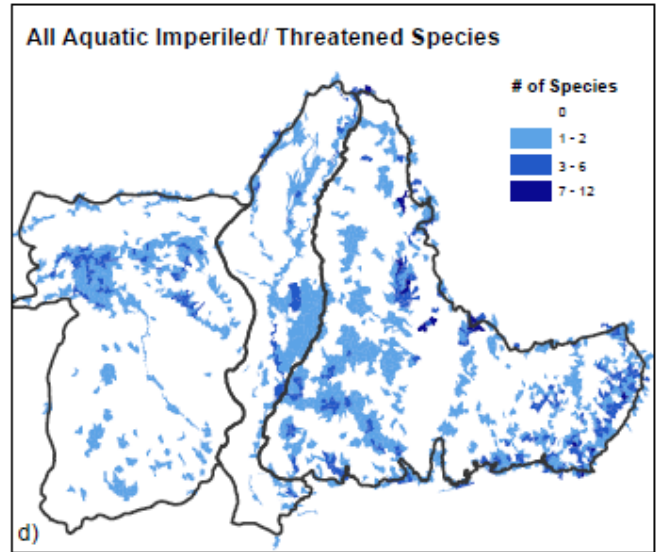 All Aquatic Imperiled/ Threatened Species
# of Species
0
1 - 2
3 - 6
7 - 12
d)